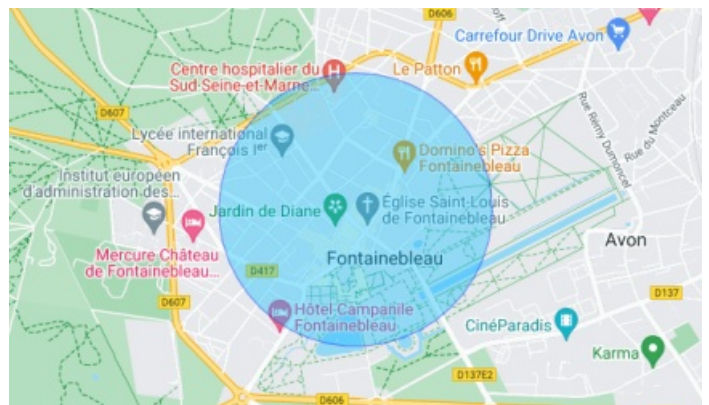 D606
Carrefour Drive Avon
Centre hospitalier du
Sud-Seine-et-Marne...
H
Le Patton
D607
Lycée international
François Ier
Domino's Pizza
Fontainebleau
Rue Rémy Dumoncel
Rue du Montceau
Institut européen
d'administration des...
Jardin de Diane
Église Saint-Louis
de Fontainebleau
Mercure Château
de Fontainebleau...
Avon
Fontainebleau
D417
D607
D137
Hôtel Campanile
Fontainebleau
CinéParadis
Karma
D137E2
D606